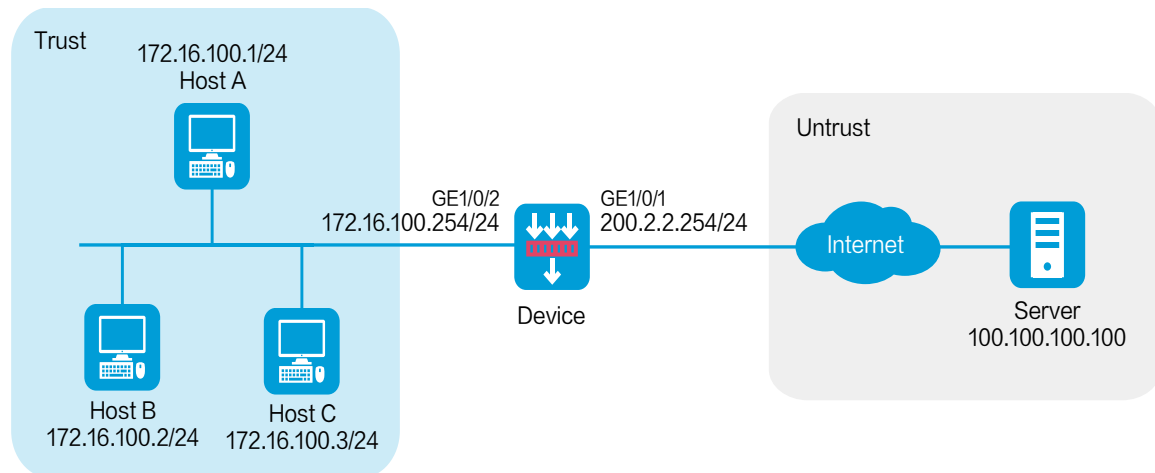 Trust
172.16.100.1/24
Host A
Untrust
GE1/0/2
172.16.100.254/24
GE1/0/1
200.2.2.254/24
Internet
Device
Server
100.100.100.100
Host B
172.16.100.2/24
Host C
172.16.100.3/24